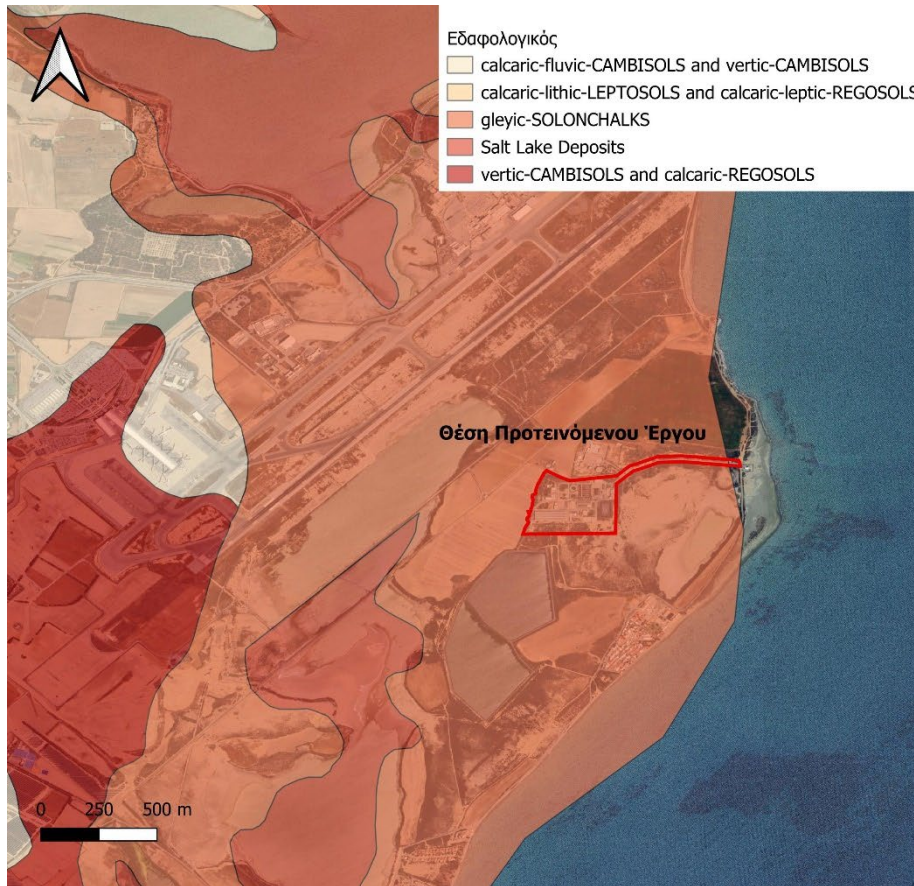 Εδαφολογικός
calcaric-fluvic-CAMBISOLS and vertic-CAMBISOLS
calcaric-lithic-LEPTOSOLS and calcaric-leptic-REGOSOLS
gleyic-SOLONCHALKS
Salt Lake Deposits
vertic-CAMBISOLS and calcaric-REGOSOLS
Θέση Προτεινόμενου Έργου
0 250 500 m